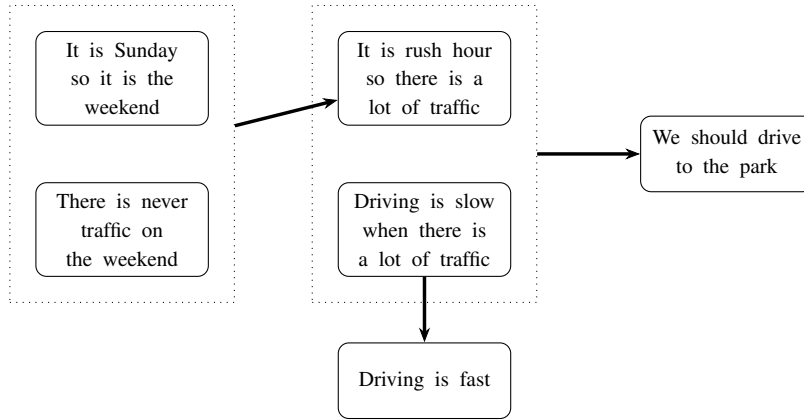 It is Sunday
so it is the
weekend
There is never
traffic on
the weekend
It is rush hour
so there is a
lot of traffic
Driving is slow
when there is
a lot of traffic
Driving is fast
We should drive
to the park